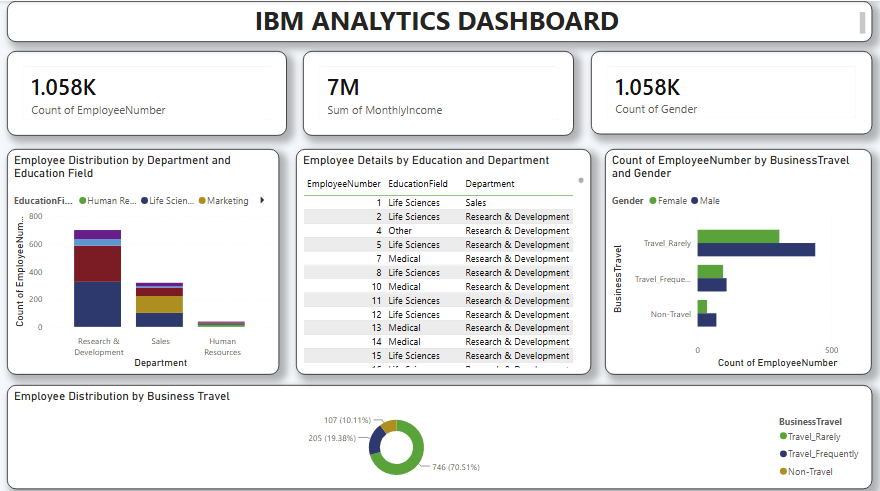 IBM ANALYTICS DASHBOARD
1.058K
Count of EmployeeNumber
7M
Sum of MonthlyIncome
1.058K
Count of Gender
Employee Distribution by Department and
Education Field
EducationFi... Human Re... Life Scien... Marketing
Count of EmployeeNum...
800
600
400
200
0
Research &
Development
Sales
Human
Resources
Department
Employee Details by Education and Department
EmployeeNumber EducationField Department
1 Life Sciences Sales
2 Life Sciences Research & Development
4 Other Research & Development
5 Life Sciences Research & Development
7 Medical Research & Development
8 Life Sciences Research & Development
10 Medical Research & Development
11 Life Sciences Research & Development
12 Life Sciences Research & Development
13 Medical Research & Development
14 Medical Research & Development
15 Life Sciences Research & Development
Count of EmployeeNumber by BusinessTravel
and Gender
Gender Female Male
BusinessTravel
Travel_Rarely
Travel_Freque...
Non-Travel
0 500
Count of EmployeeNumber
Employee Distribution by Business Travel
107 (10.11%)
205 (19.38%)
746 (70.51%)
BusinessTravel
Travel_Rarely
Travel_Frequently
Non-Travel